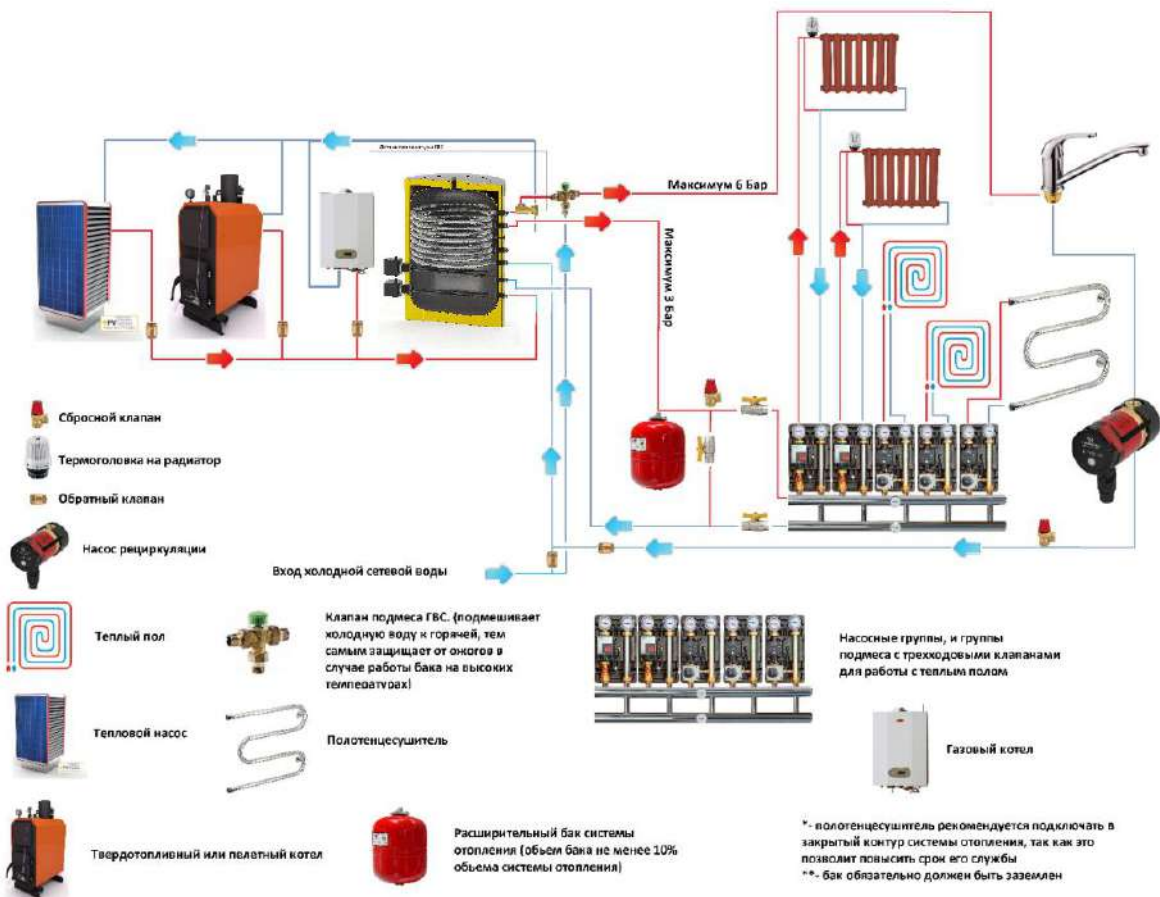 Максимум 6 Бар
Максимум 3 Бар
Сбросной клапан
Термоголовка на радиатор
Обратный клапан
Насос рециркуляции
Вход холодной сетевой воды
Теплый пол
Клапан подмеса ГВС. (подмешивает
холодную воду к горячей, тем
самым защищает от ожогов в
случае работы бака на высоких
температурах)
Насосные группы, и группы
подмеса с трехходовыми клапанами
для работы с теплым полом
Тепловой насос
Полотенцесушитель
Газовый котел
Твердотопливный или пелетный котел
Расширительный бак системы
отопления (объем бака не менее 10%
объема системы отопления)
*- полотенцесушитель рекомендуется подключать в
закрытый контур системы отопления, так как это
позволит повысить срок его службы
**- бак обязательно должен быть заземлен